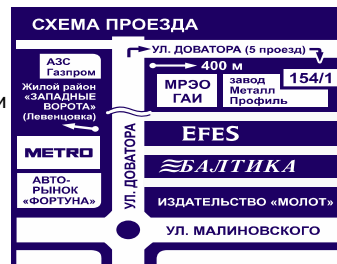 СХЕМА ПРОЕЗДА
УЛ. ДОВАТОРА (5 проезд)
АЗС
Газпром
400 м
Жилой район
«ЗАПАДНЫЕ
ВОРОТА»
(Левенцовка)
МРЭО
ГАИ
завод
Металл
Профиль
154/1
и
EFES
METRO
УЛ. ДОВАТОРА
БАЛТИКА
АВТО-
РЫНОК
«ФОРТУНА»
ИЗДАТЕЛЬСТВО «МОЛОТ»
УЛ. МАЛИНОВСКОГО